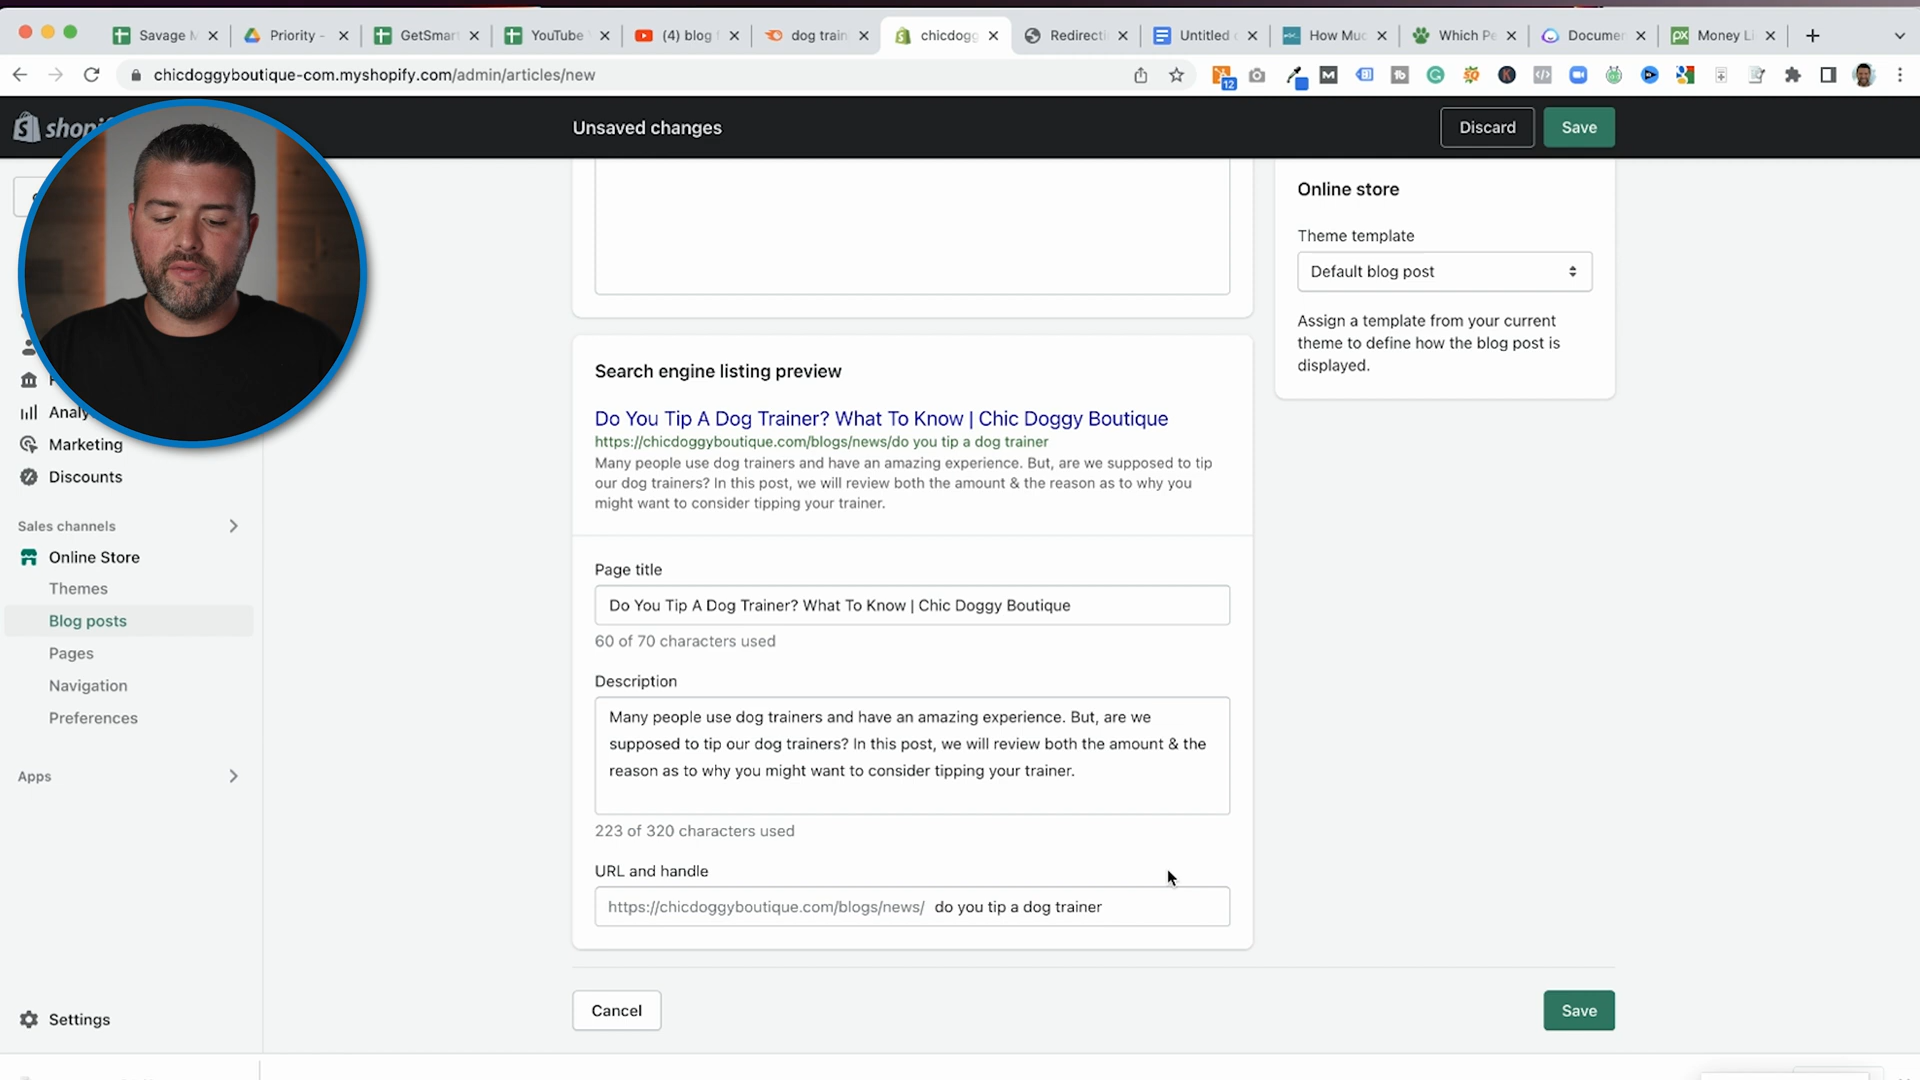 Savage M
Priority -
GetSmar
YouTube
(4) blog
dog train
chicdogg
Redirecti
Untitled
How Muc
Which Pe
Documen
Money Li
chicdoggyboutique-com.myshopify.com/admin/articles/new
12
Unsaved changes
Discard
Save
Online store
Theme template
Default blog post
Assign a template from your current
theme to define how the blog post is
displayed.
Search engine listing preview
Do You Tip A Dog Trainer? What To Know | Chic Doggy Boutique
https://chicdoggyboutique.com/blogs/news/do you tip a dog trainer
Many people use dog trainers and have an amazing experience. But, are we supposed to tip
our dog trainers? In this post, we will review both the amount & the reason as to why you
might want to consider tipping your trainer.
Page title
Do You Tip A Dog Trainer? What To Know | Chic Doggy Boutique
60 of 70 characters used
Description
Many people use dog trainers and have an amazing experience. But, are we
supposed to tip our dog trainers? In this post, we will review both the amount & the
reason as to why you might want to consider tipping your trainer.
223 of 320 characters used
URL and handle
https://chicdoggyboutique.com/blogs/news/ do you tip a dog trainer
Cancel
Save
shopi
Analy
Marketing
Discounts
Sales channels
Online Store
Themes
Blog posts
Pages
Navigation
Preferences
Apps
Settings